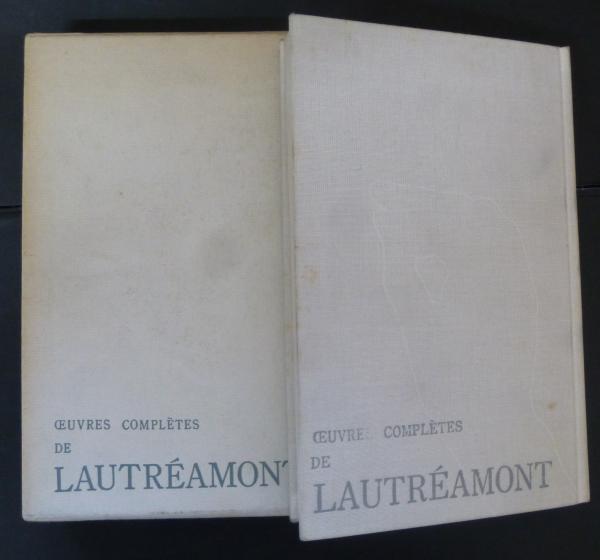 ŒUVRES COMPLÈTES
DE
LAUTRÉAMONT
ŒUVRES COMPLÈTES
DE
LAUTRÉAMONT